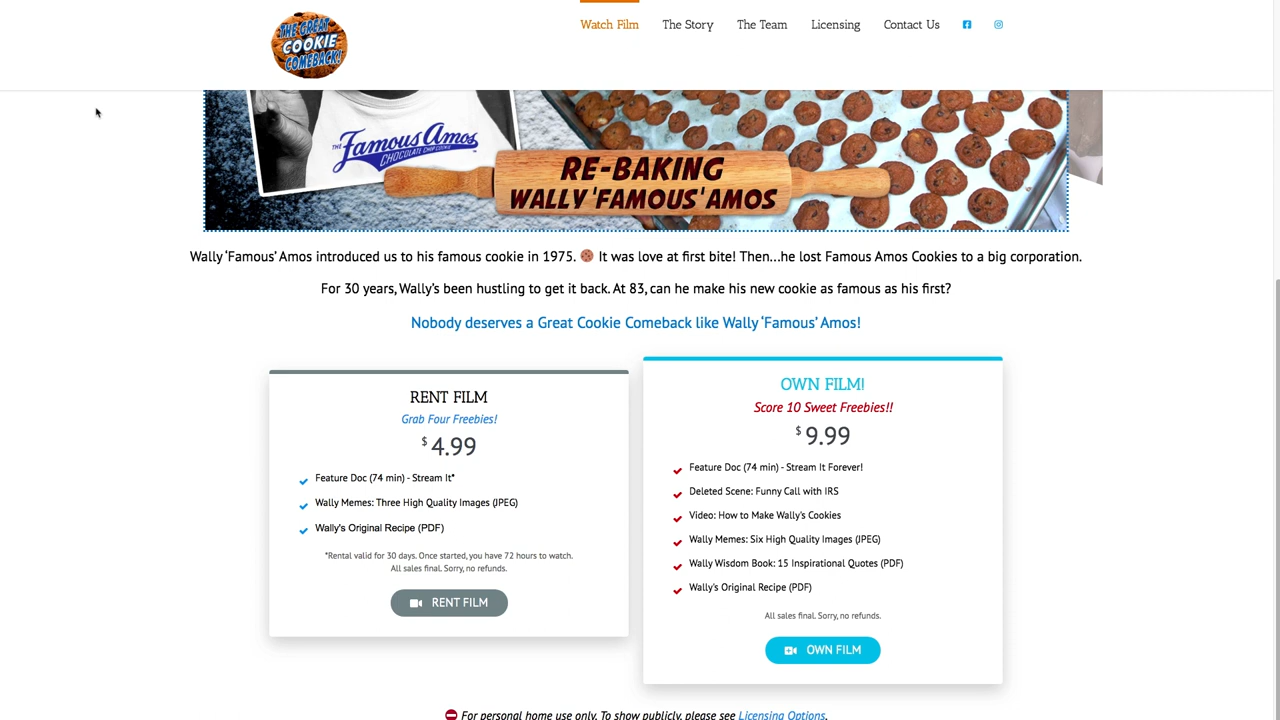 THE GREAT
COOKIE
COMEBACK!
Watch Film
The Story
The Team
Licensing
Contact Us
THE Famous Amos
CHOCOLATE CHIP COOKIE
RE-BAKING
WALLY 'FAMOUS' AMOS
Wally ‘Famous’ Amos introduced us to his famous cookie in 1975. 🍪 It was love at first bite! Then...he lost Famous Amos Cookies to a big corporation.
For 30 years, Wally’s been hustling to get it back. At 83, can he make his new cookie as famous as his first?
Nobody deserves a Great Cookie Comeback like Wally ‘Famous’ Amos!
RENT FILM
Grab Four Freebies!
$ 4.99
Feature Doc (74 min) - Stream It*
Wally Memes: Three High Quality Images (JPEG)
Wally's Original Recipe (PDF)
*Rental valid for 30 days. Once started, you have 72 hours to watch.
All sales final. Sorry, no refunds.
RENT FILM
OWN FILM!
Score 10 Sweet Freebies!!
$ 9.99
Feature Doc (74 min) - Stream It Forever!
Deleted Scene: Funny Call with IRS
Video: How to Make Wally's Cookies
Wally Memes: Six High Quality Images (JPEG)
Wally Wisdom Book: 15 Inspirational Quotes (PDF)
Wally's Original Recipe (PDF)
All sales final. Sorry, no refunds.
OWN FILM
⛔ For personal home use only. To show publicly, please see Licensing Options.